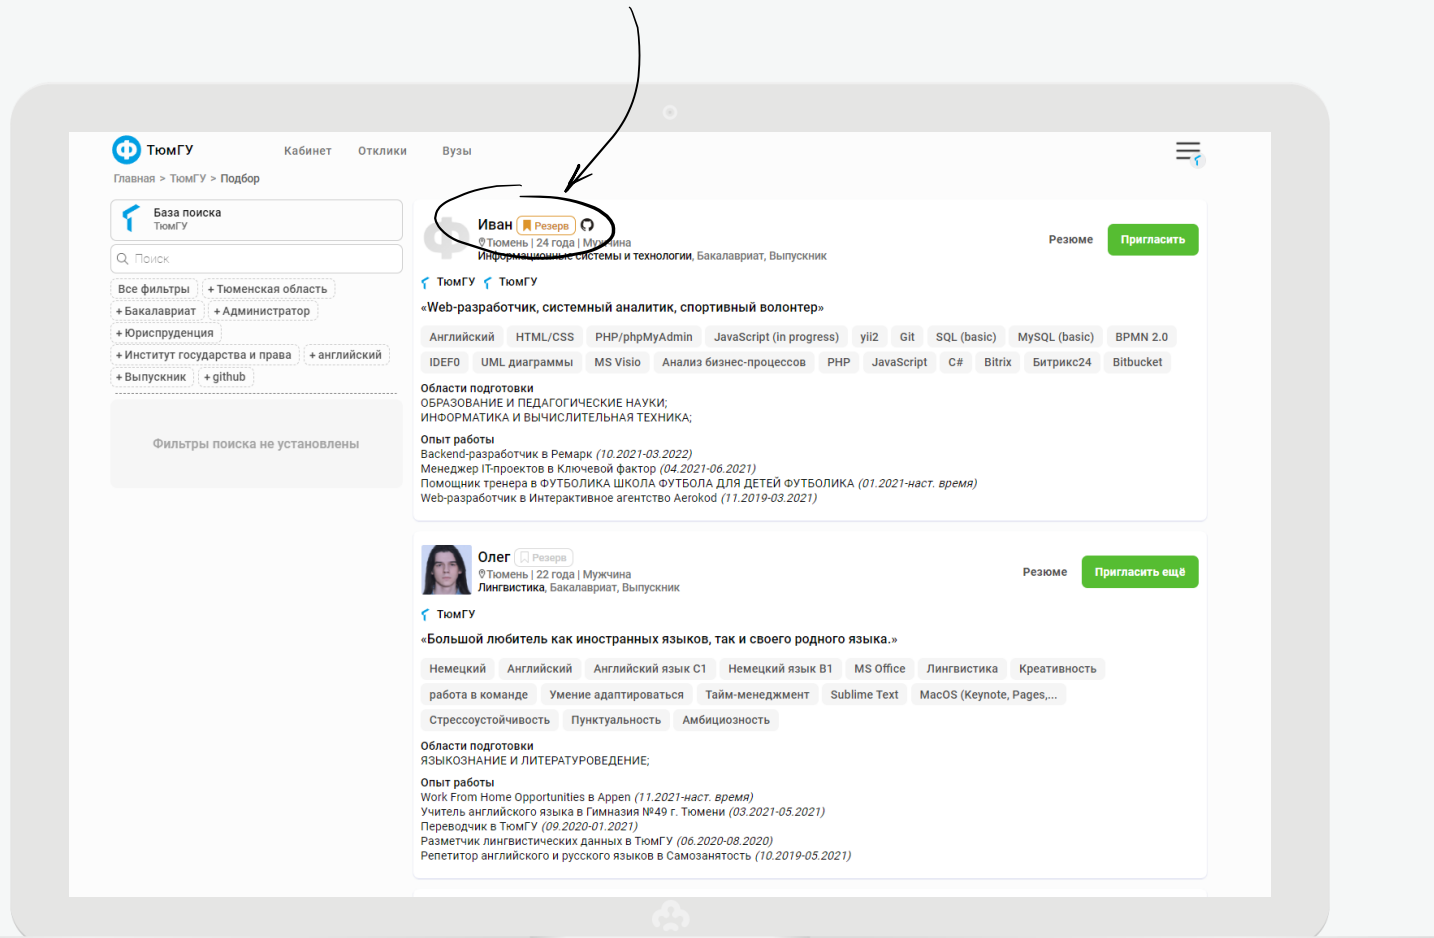 ТюмГУ Кабинет Отклики Вузы
Главная > ТюмГУ > Подбор
База поиска
ТюмГУ
Поиск
Все фильтры + Тюменская область
+ Бакалавриат + Администратор
+ Юриспруденция
+ Институт государства и права + английский
+ Выпускник + github
Фильтры поиска не установлены
Иван Резерв
Тюмень | 24 года | Мужчина
Информационные системы и технологии, Бакалавриат, Выпускник
Резюме Пригласить
ТюмГУ ТюмГУ
«Web-разработчик, системный аналитик, спортивный волонтер»
Английский HTML/CSS PHP/phpMyAdmin JavaScript (in progress) yii2 Git SQL (basic) MySQL (basic) BPMN 2.0
IDEF0 UML диаграммы MS Visio Анализ бизнес-процессов PHP JavaScript C# Bitrix Битрикс24 Bitbucket
Области подготовки
ОБРАЗОВАНИЕ И ПЕДАГОГИЧЕСКИЕ НАУКИ;
ИНФОРМАТИКА И ВЫЧИСЛИТЕЛЬНАЯ ТЕХНИКА;
Опыт работы
Backend-разработчик в Ремарк (10.2021-03.2022)
Менеджер IT-проектов в Ключевой фактор (04.2021-06.2021)
Помощник тренера в ФУТБОЛИКА ШКОЛА ФУТБОЛА ДЛЯ ДЕТЕЙ ФУТБОЛИКА (01.2021-наст. время)
Web-разработчик в Интерактивное агентство Aerokod (11.2019-03.2021)
Олег Резерв
Тюмень | 22 года | Мужчина
Лингвистика, Бакалавриат, Выпускник
Резюме Пригласить ещё
ТюмГУ
«Большой любитель как иностранных языков, так и своего родного языка.»
Немецкий Английский Английский язык C1 Немецкий язык B1 MS Office Лингвистика Креативность
работа в команде Умение адаптироваться Тайм-менеджмент Sublime Text MacOS (Keynote, Pages,...
Стрессоустойчивость Пунктуальность Амбициозность
Области подготовки
ЯЗЫКОЗНАНИЕ И ЛИТЕРАТУРОВЕДЕНИЕ;
Опыт работы
Work From Home Opportunities в Appen (11.2021-наст. время)
Учитель английского языка в Гимназия №49 г. Тюмени (03.2021-05.2021)
Переводчик в ТюмГУ (09.2020-01.2021)
Разметчик лингвистических данных в ТюмГУ (06.2020-08.2020)
Репетитор английского и русского языков в Самозанятость (10.2019-05.2021)